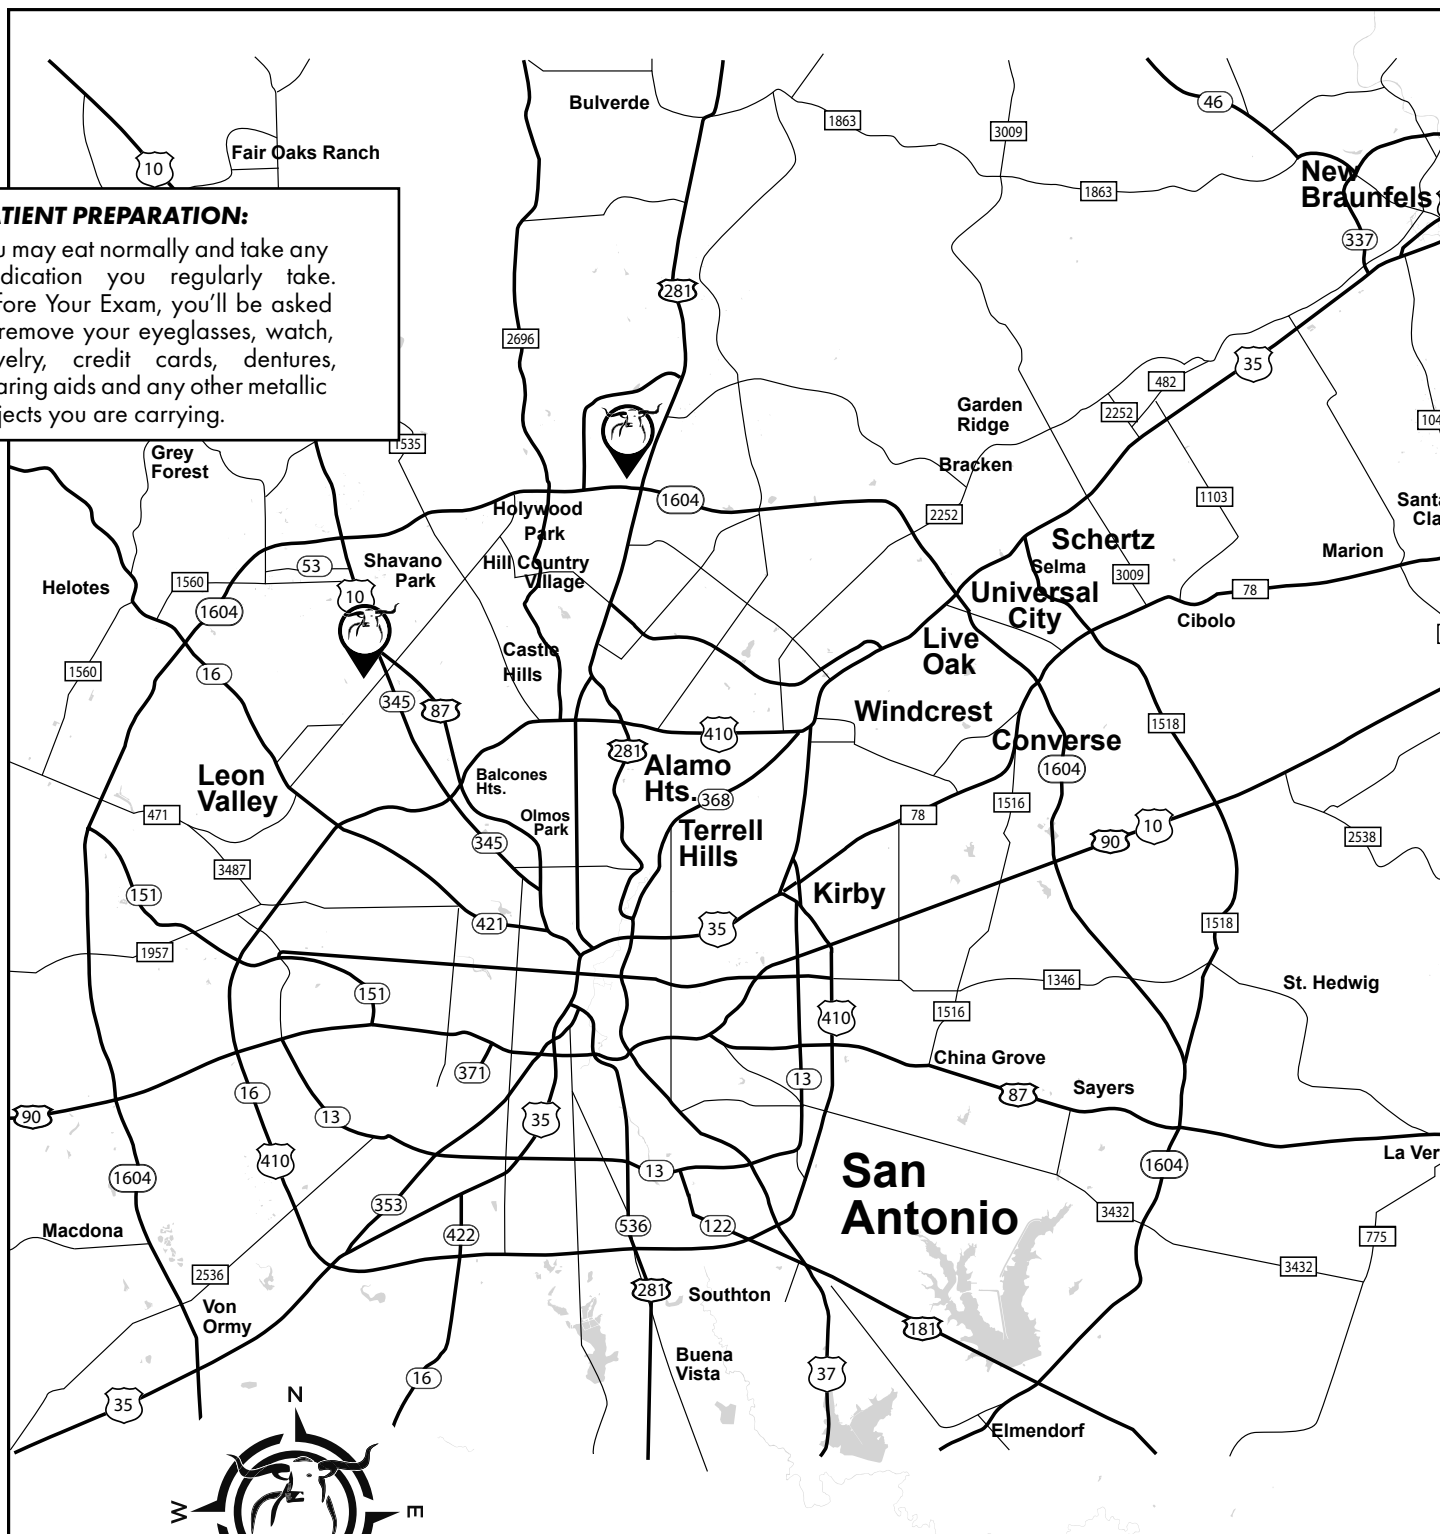 Bulverde
46
1863
3009
Fair Oaks Ranch
10
1863
New
Braunfels
337
TIENT PREPARATION:
may eat normally and take any
dication you regularly take.
ore Your Exam, you'll be asked
remove your eyeglasses, watch,
elry, credit cards, dentures,
aring aids and any other metallic
jects you are carrying.
281
2696
35
482
2252
Garden
Ridge
104
1535
Grey
Forest
Bracken
1604
1103
2252
Santa
Cla
Holywood
Park
Schertz
Selma
Marion
53
Shavano
Park
Hill Country
Village
3009
Helotes
1560
10
Universal
City
78
1604
Cibolo
Live
Oak
Castle
Hills
1560
16
345
87
Windcrest
1518
410
281
Converse
1604
Leon
Valley
Balcones
Hts.
Alamo
Hts.
368
1516
471
Olmos
Park
78
10
90
2538
345
Terrell
Hills
3487
151
Kirby
421
35
1518
1957
151
1346
St. Hedwig
410
1516
China Grove
371
13
87
Sayers
16
13
90
35
La Ver
410
13
San
Antonio
1604
1604
353
422
536
122
3432
775
Macdona
2536
3432
281
Southton
Von
Ormy
181
Buena
Vista
16
37
35
N
Elmendorf
W
E